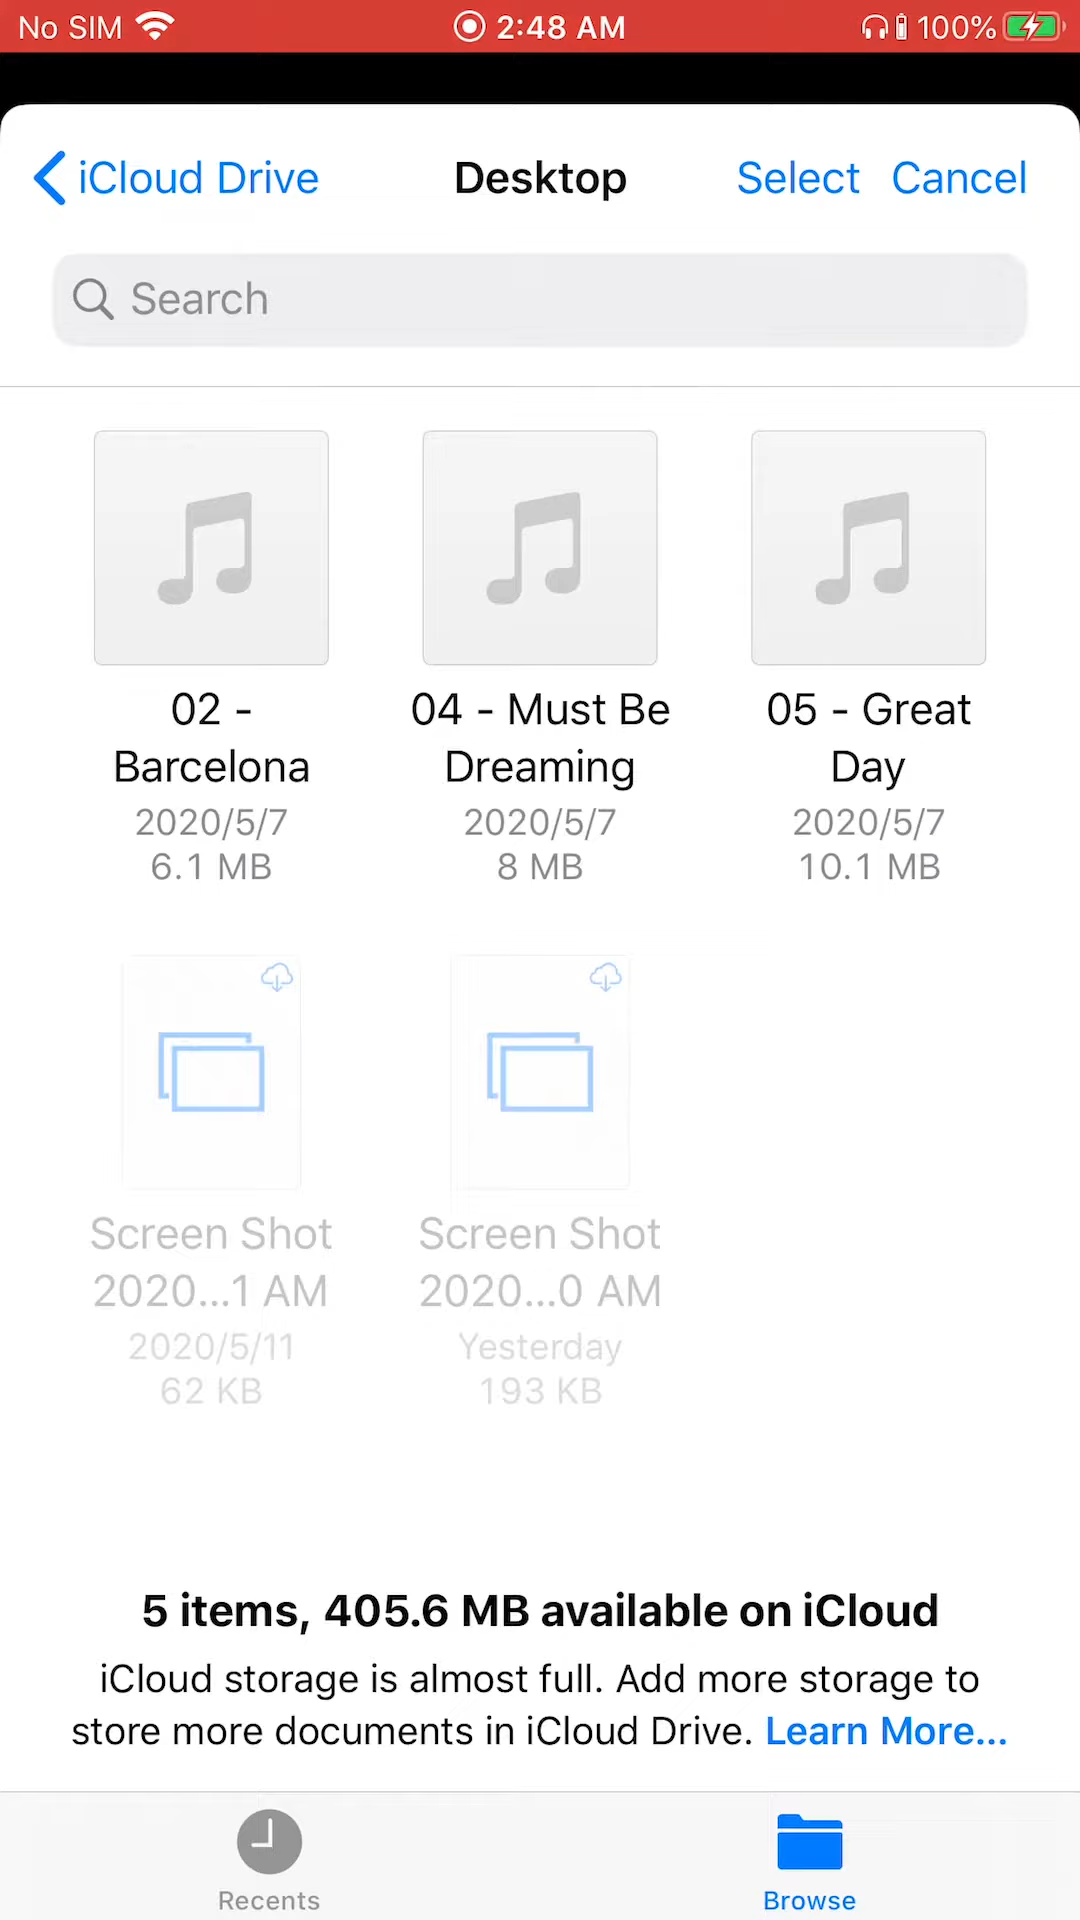 No SIM 2:48 AM 100%
iCloud Drive Desktop Select Cancel
Search
02 -
Barcelona
2020/5/7
6.1 MB
04 - Must Be
Dreaming
2020/5/7
8 MB
05 - Great
Day
2020/5/7
10.1 MB
Screen Shot
2020...1 AM
2020/5/11
62 KB
Screen Shot
2020...0 AM
Yesterday
193 KB
5 items, 405.6 MB available on iCloud
iCloud storage is almost full. Add more storage to
store more documents in iCloud Drive. Learn More...
Recents Browse